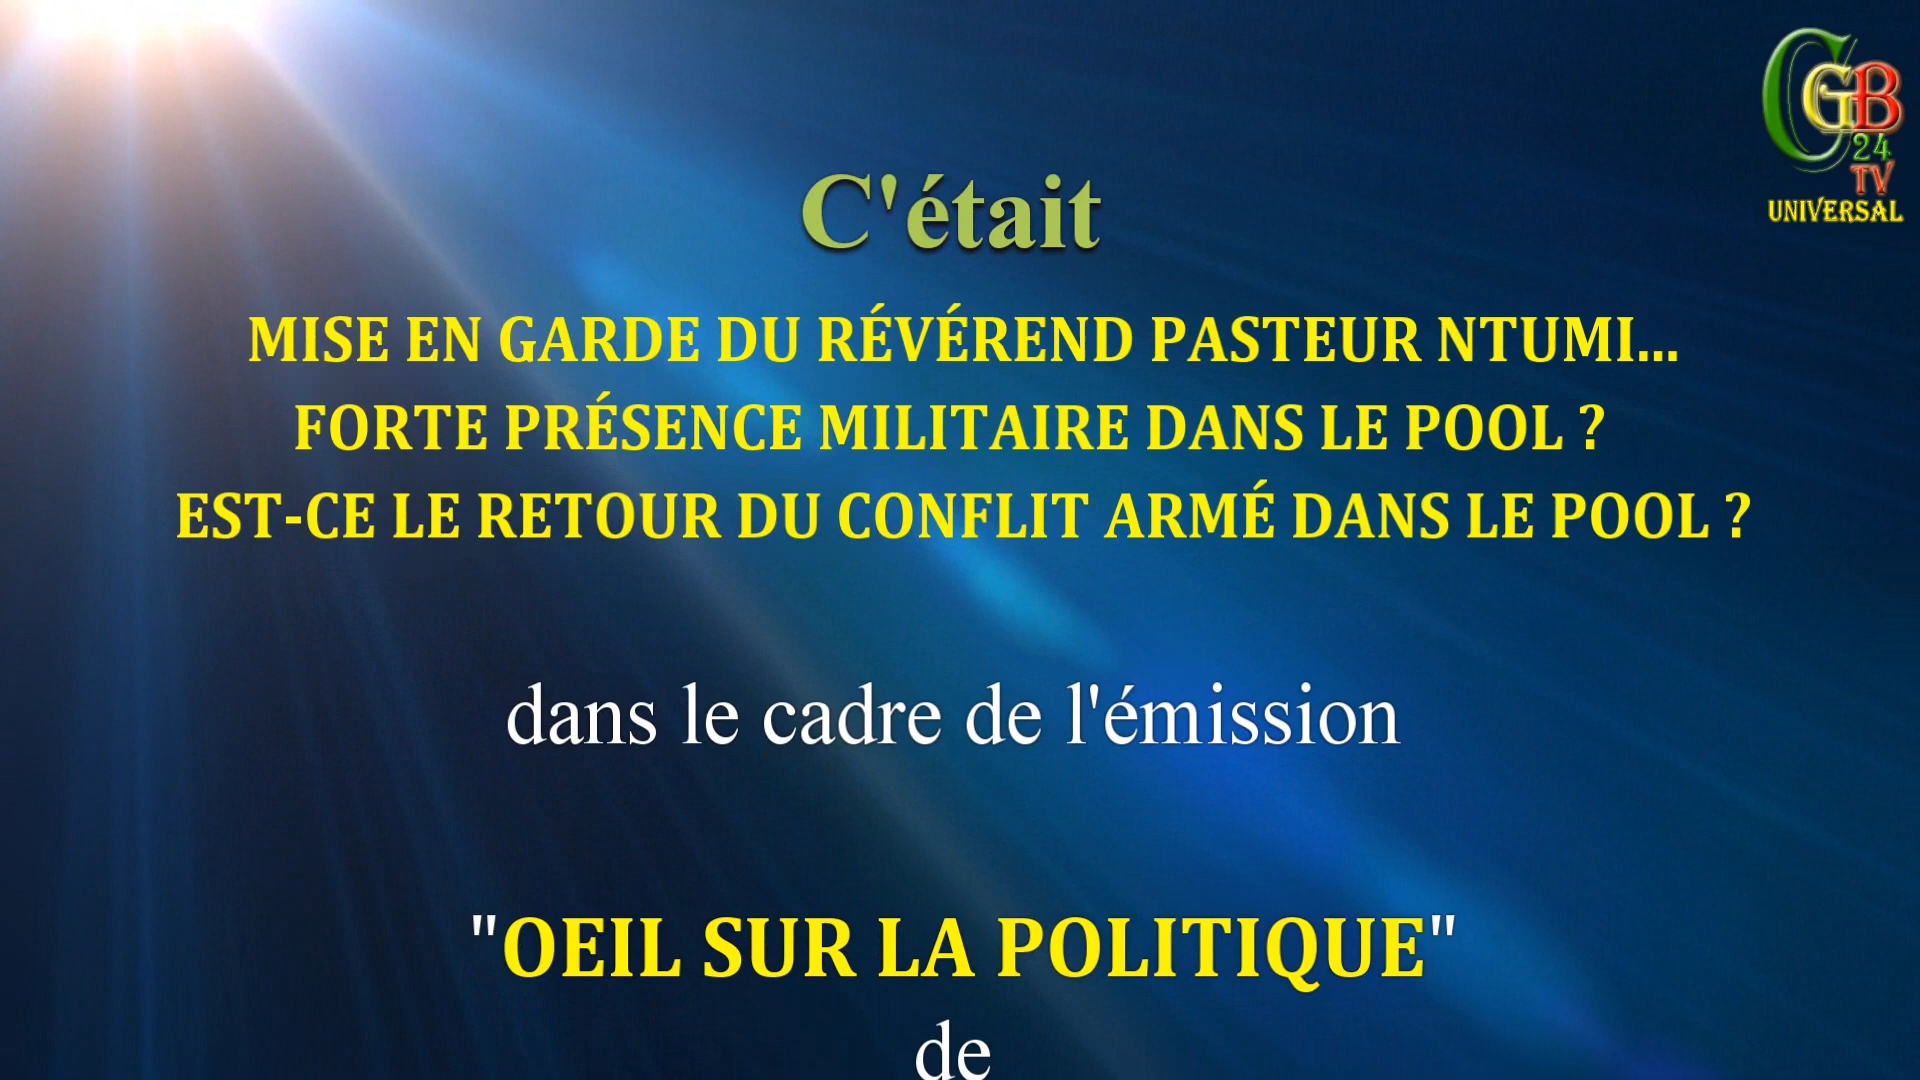 CGB
24
TV
UNIVERSAL
C'était
MISE EN GARDE DU RÉVÉREND PASTEUR NTUMI...
FORTE PRÉSENCE MILITAIRE DANS LE POOL ?
EST-CE LE RETOUR DU CONFLIT ARMÉ DANS LE POOL ?
dans le cadre de l'émission
"OEIL SUR LA POLITIQUE"
de